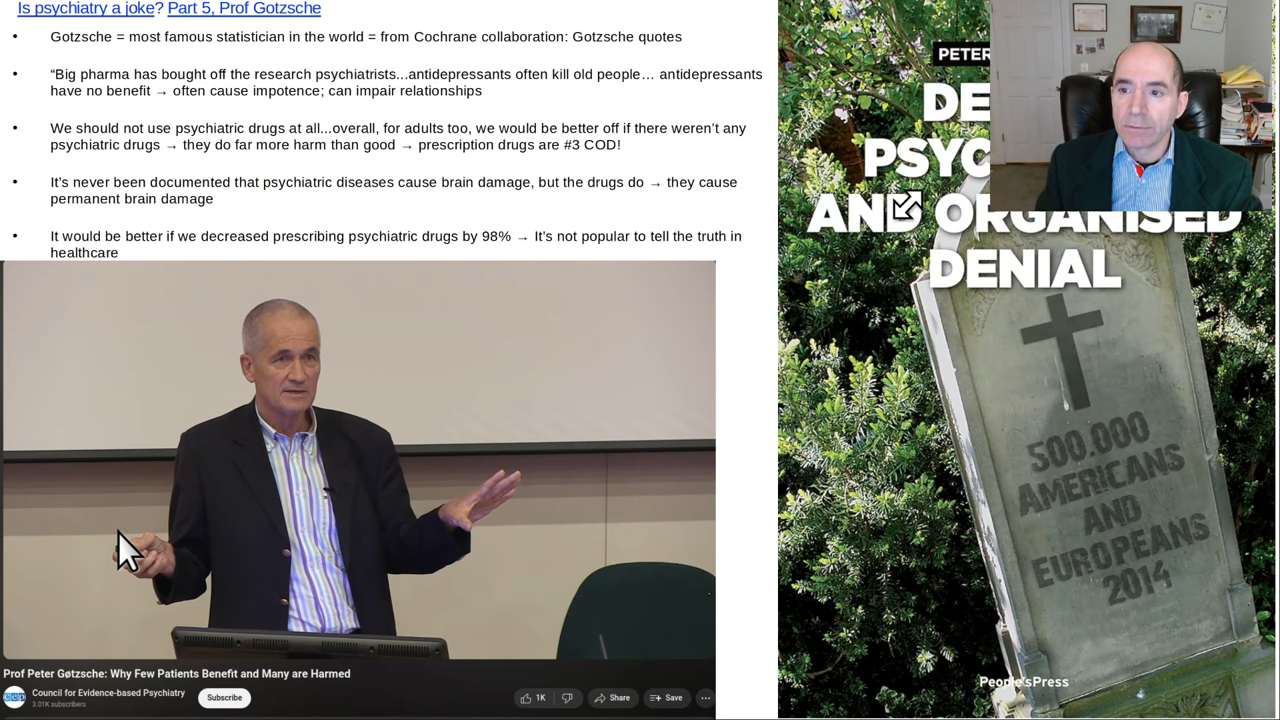 Is psychiatry a joke? Part 5, Prof Gotzsche
• Gotzsche = most famous statistician in the world = from Cochrane collaboration: Gotzsche quotes
• “Big pharma has bought off the research psychiatrists...antidepressants often kill old people… antidepressants
have no benefit → often cause impotence; can impair relationships
• We should not use psychiatric drugs at all...overall, for adults too, we would be better off if there weren’t any
psychiatric drugs → they do far more harm than good → prescription drugs are #3 COD!
• It’s never been documented that psychiatric diseases cause brain damage, but the drugs do → they cause
permanent brain damage
• It would be better if we decreased prescribing psychiatric drugs by 98% → It’s not popular to tell the truth in
healthcare
Prof Peter Gøtzsche: Why Few Patients Benefit and Many are Harmed
Council for Evidence-based Psychiatry
3.01K subscribers
Subscribe
1K
Share
Save
PETER
DE
PSYC
AND ORGANISED
DENIAL
500.000
AMERICANS
AND
EUROPEANS
2014
People'sPress